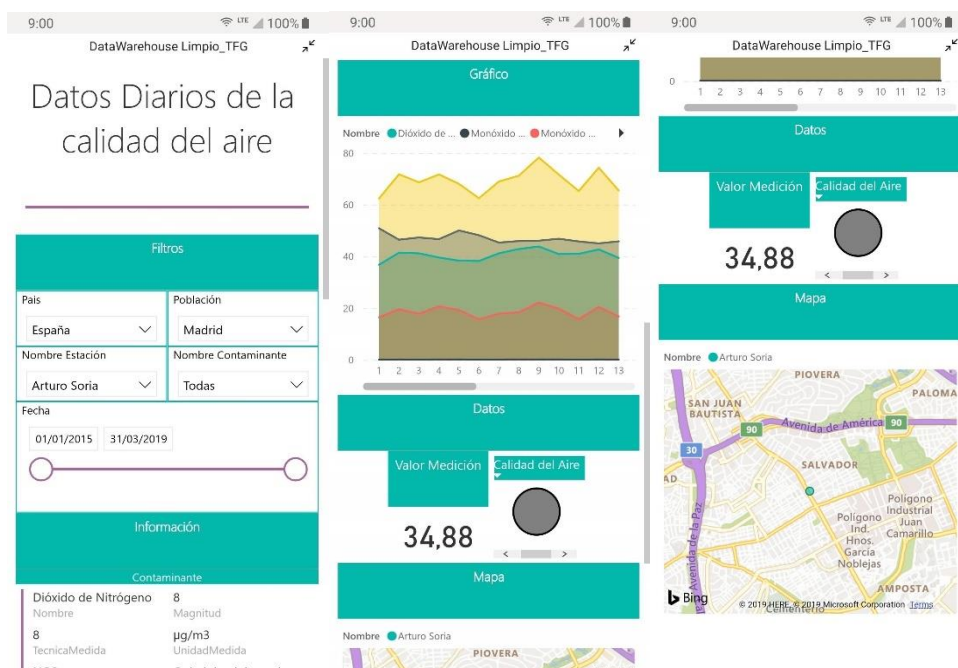 9:00
LTE
100%
DataWarehouse Limpio_TFG
Datos Diarios de la
calidad del aire
Filtros
Pais
Población
España
Madrid
Nombre Estación
Nombre Contaminante
Arturo Soria
Todas
Fecha
01/01/2015
31/03/2019
Información
Contaminante
Dióxido de Nitrógeno
8
Nombre
Magnitud
8
µg/m3
TecnicaMedida
UnidadMedida
9:00
LTE
100%
DataWarehouse Limpio_TFG
Gráfico
Nombre Dióxido de ... Monóxido ... Monóxido ...
80
60
40
20
0
1 2 3 4 5 6 7 8 9 10 11 12 13
Datos
Valor Medición
Calidad del Aire
34,88
Mapa
Nombre Arturo Soria
PIOVERA
9:00
LTE
100%
DataWarehouse Limpio_TFG
0
1 2 3 4 5 6 7 8 9 10 11 12 13
Datos
Valor Medición
Calidad del Aire
34,88
Mapa
Nombre Arturo Soria
PIOVERA
PALOMA
SAN JUAN
BAUTISTA
90
Avenida de América
90
30
AD
SALVADOR
Avenida de la Paz
Polígono
Industrial
Juan
Camarillo
Polígono
Ind.
Hnos.
García
Noblejas
AMPOSTA
Bing
Cementerio
© 2019 HERE, © 2019 Microsoft Corporation Terms